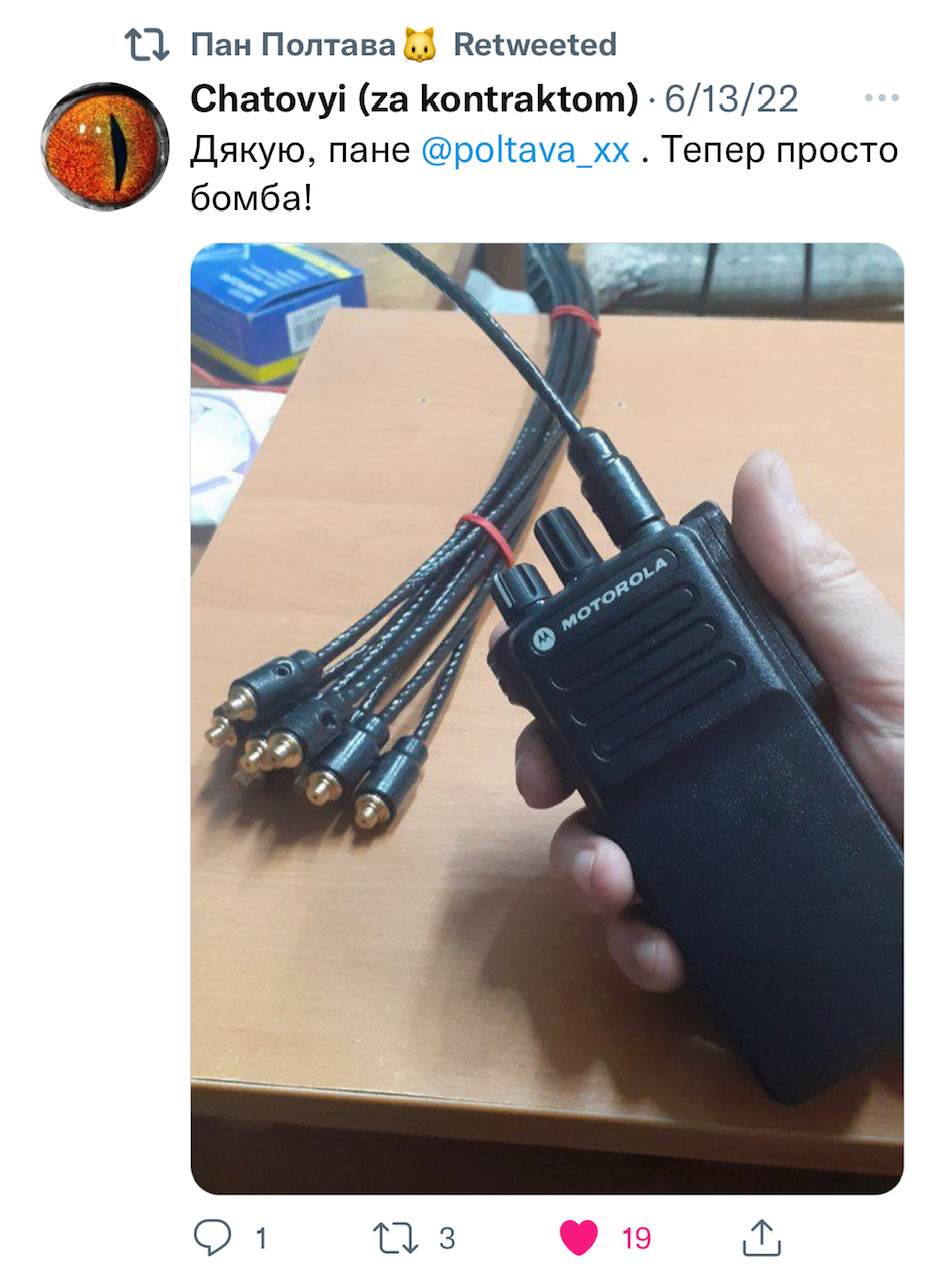 Пан Полтава🐱 Retweeted
Chatovyi (za kontraktom) · 6/13/22
Дякую, пане @poltava_xx . Тепер просто
бомба!
MOTOROLA
1 3 19